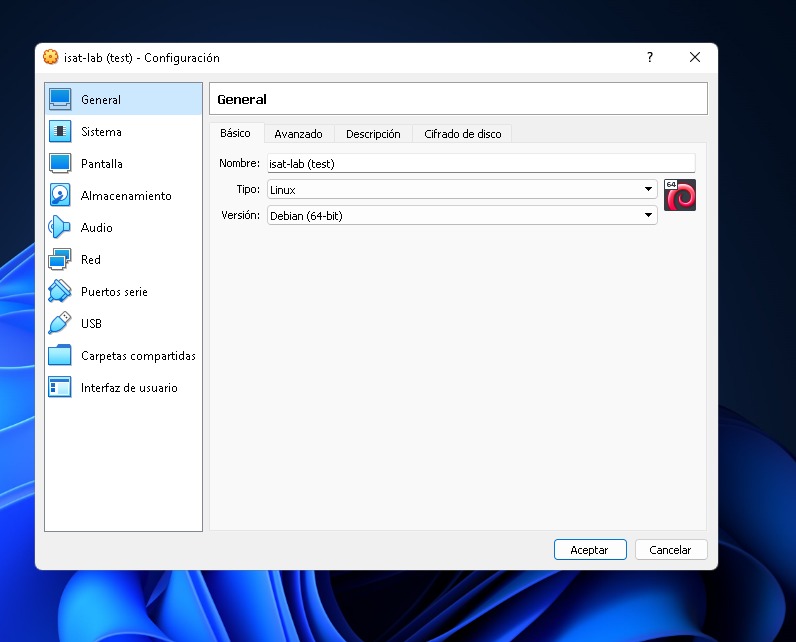 isat-lab (test) - Configuración
?
General
Sistema
Pantalla
Almacenamiento
Audio
Red
Puertos serie
USB
Carpetas compartidas
Interfaz de usuario
General
Básico Avanzado Descripción Cifrado de disco
Nombre: isat-lab (test)
Tipo: Linux
64
Versión: Debian (64-bit)
Aceptar Cancelar